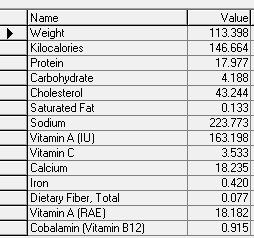 Name Value
Weight 113.398
Kilocalories 146.664
Protein 17.977
Carbohydrate 4.188
Cholesterol 43.244
Saturated Fat 0.133
Sodium 223.773
Vitamin A (IU) 163.198
Vitamin C 3.533
Calcium 18.235
Iron 0.420
Dietary Fiber, Total 0.077
Vitamin A (RAE) 18.182
Cobalamin (Vitamin B12) 0.915